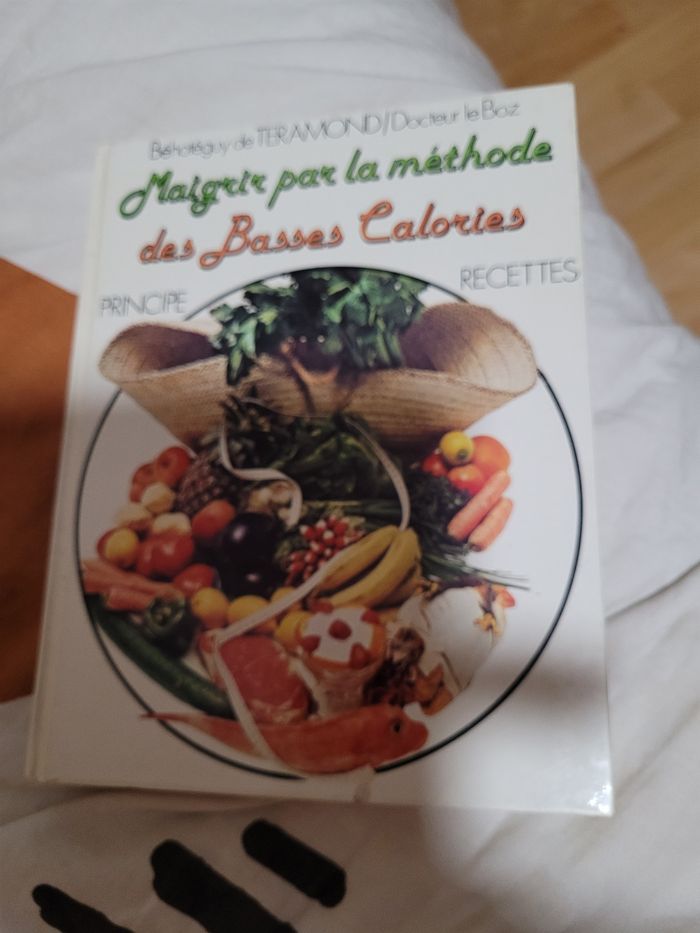 Béhotéguy de TERAMOND/Docteur le Boz
Maigrir par la méthode
des Basses Calories
PRINCIPE
RECETTES